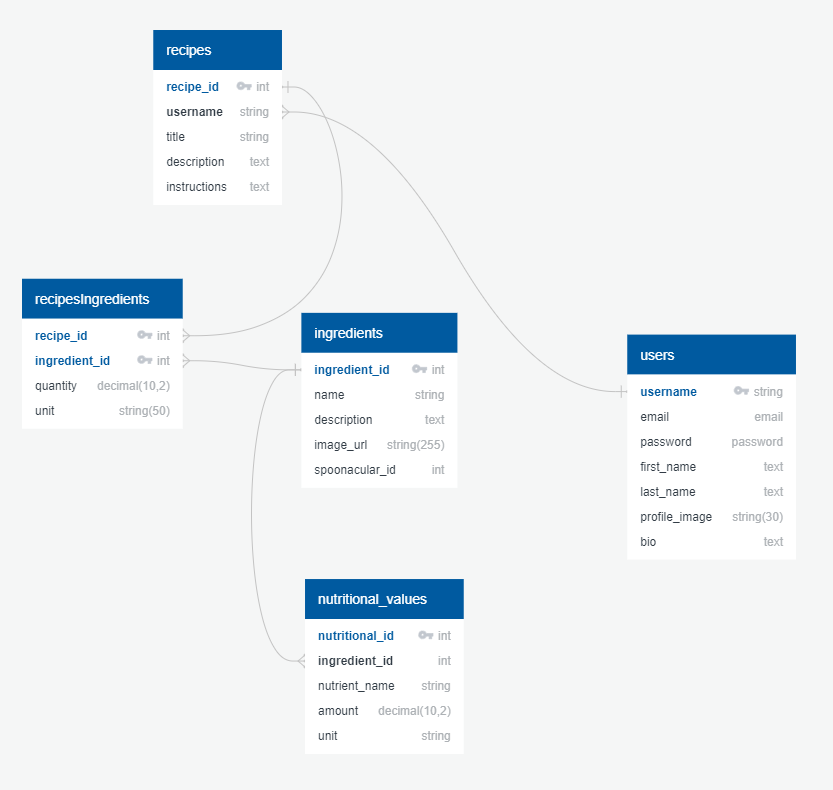 recipes
recipe_id int
username string
title string
description text
instructions text
recipesIngredients
recipe_id int
ingredient_id int
quantity decimal(10,2)
unit string(50)
ingredients
ingredient_id int
name string
description text
image_url string(255)
spoonacular_id int
users
username string
email email
password password
first_name text
last_name text
profile_image string(30)
bio text
nutritional_values
nutritional_id int
ingredient_id int
nutrient_name string
amount decimal(10,2)
unit string